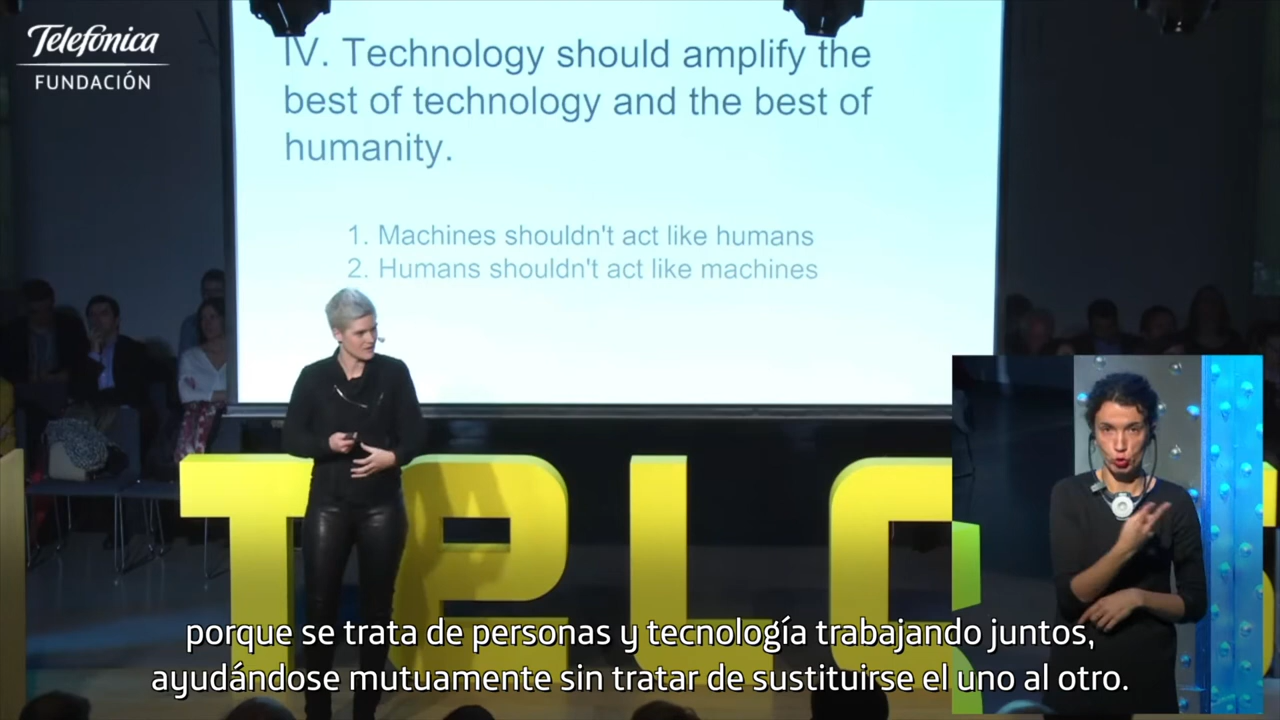 Telefónica
FUNDACIÓN
IV. Technology should amplify the
best of technology and the best of
humanity.
1. Machines shouldn't act like humans
2. Humans shouldn't act like machines
porque se trata de personas y tecnología trabajando juntos,
ayudándose mutuamente sin tratar de sustituirse el uno al otro.